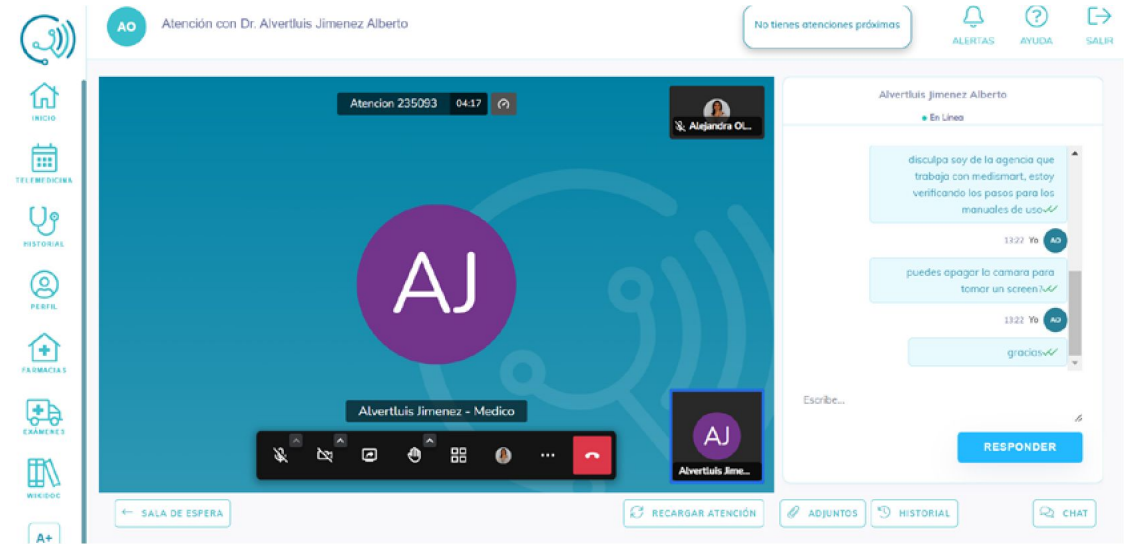 AO
Atención con Dr. Alvertluis Jimenez Alberto
No tienes atenciones próximas
ALERTAS
AYUDA
SALIR
INICIO
TELEMEDICINA
HISTORIAL
PERFIL
FARMACIAS
EXÁMENES
WIKIDOC
A+
Atencion 235093
04:17
Alejandra OL...
AJ
Alvertluis Jimenez - Medico
AJ
Alvertluis Jime...
Alvertluis Jimenez Alberto
En Línea
disculpa soy de la agencia que
trabaja con medismart, estoy
verificando los pasos para los
manuales de uso
13:22 Yo AO
puedes apagar la camara para
tomar un screen?
13:22 Yo AO
gracias
Escribe...
RESPONDER
← SALA DE ESPERA
RECARGAR ATENCIÓN
ADJUNTOS
HISTORIAL
CHAT